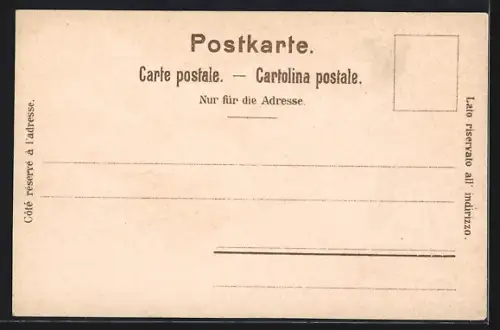 Postkarte.
Carte postale. — Cartolina postale.
Nur für die Adresse.
Côté réservé à l'adresse.
Lato riservato all' indirizzo.